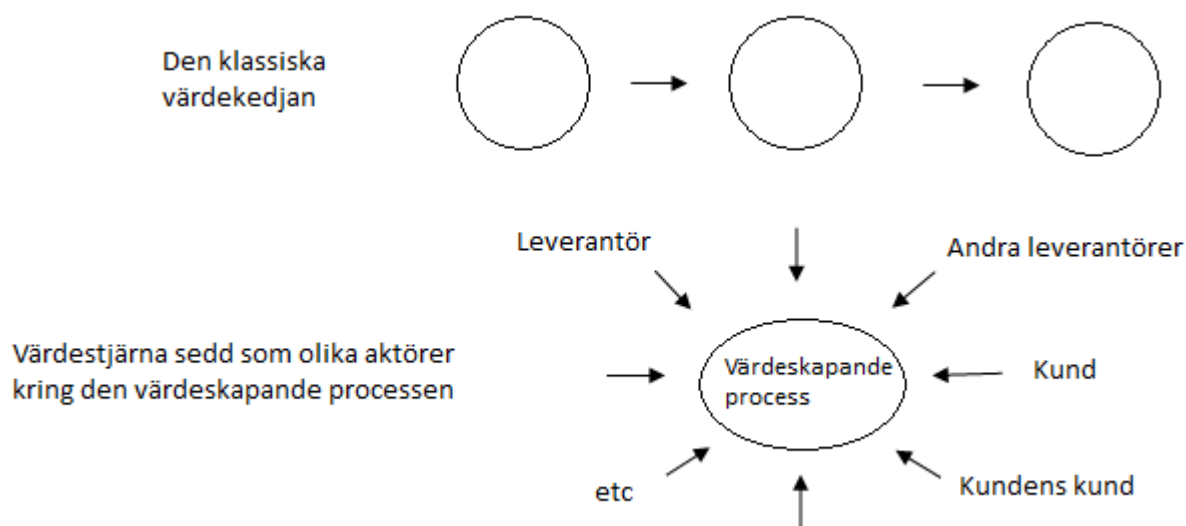 Den klassiska
värdekedjan
Leverantör
Andra leverantörer
Värdestjärna sedd som olika aktörer
kring den värdeskapande processen
Värdeskapande
process
Kund
etc
Kundens kund